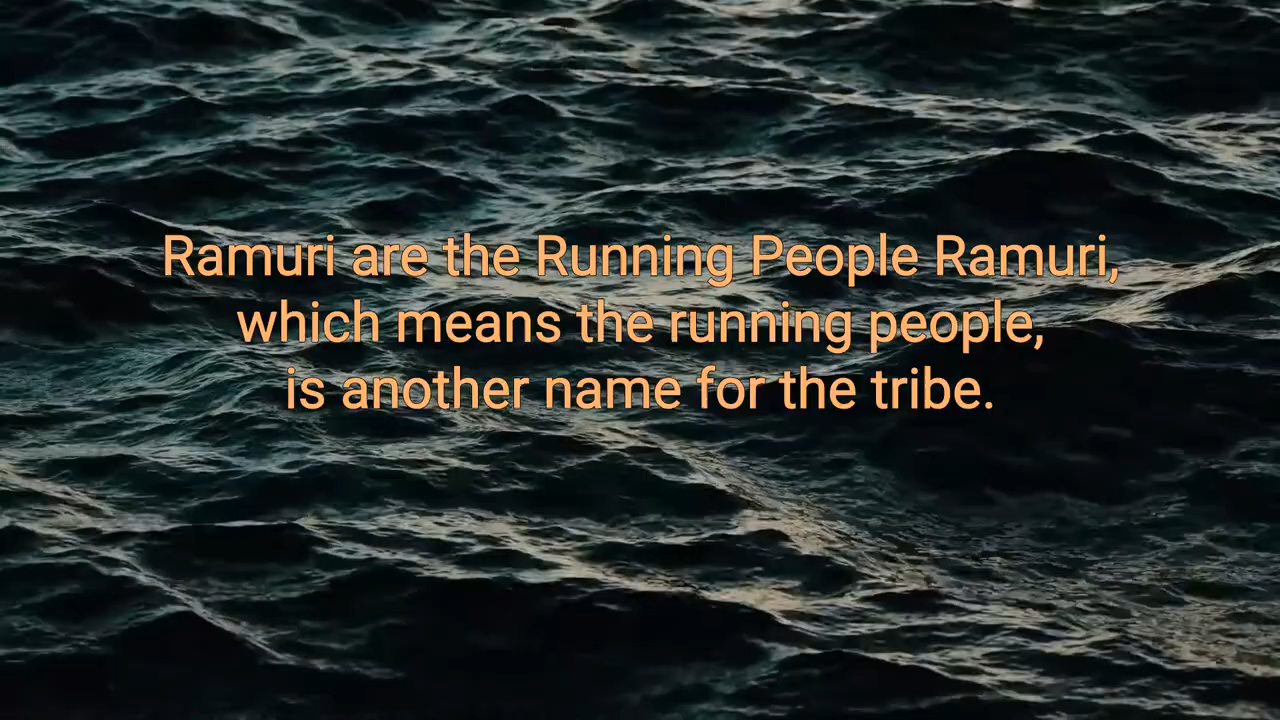 Ramuri are the Running People Ramuri,
which means the running people,
is another name for the tribe.